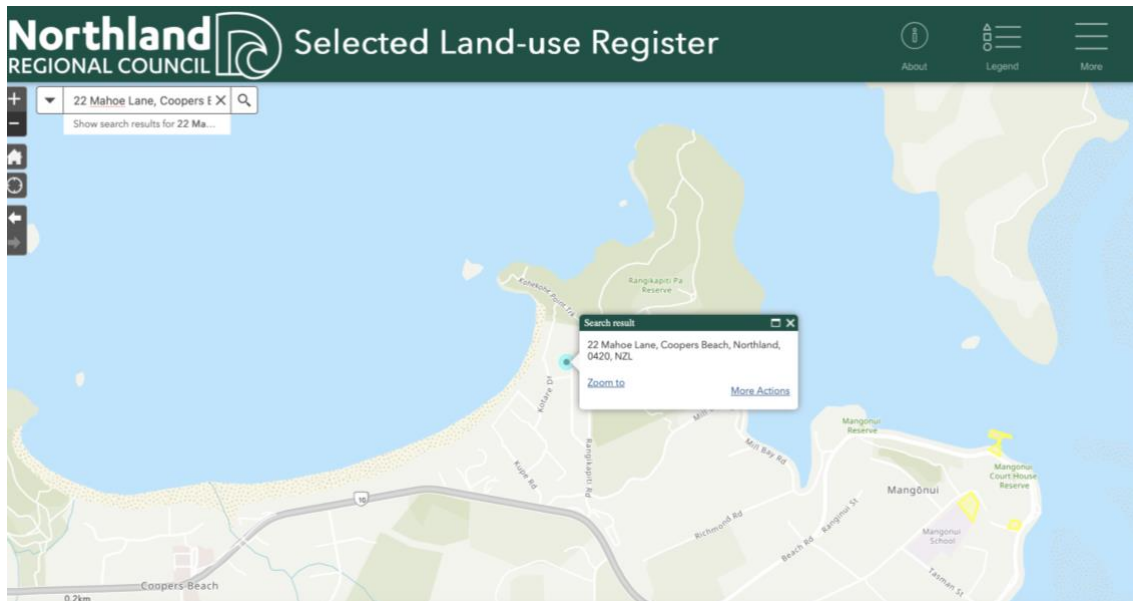 Northland
REGIONAL COUNCIL
Selected Land-use Register
About
Legend
More
22 Mahoe Lane, Coopers E
Show search results for 22 Ma...
Kohekohe Point Trk
Rangikapiti Pa
Reserve
Search result
22 Mahoe Lane, Coopers Beach, Northland,
0420, NZL
Zoom to
More Actions
Kotare Dr
Mill
Mangonui
Reserve
Rangikapiti Rd
Mill Bay Rd
Kupe Rd
Mangonui
Court House
Reserve
10
Mangōnui
Ranginui St
Richmond Rd
Beach Rd
Mangonui
School
Tasman St
Coopers Beach
0.2km